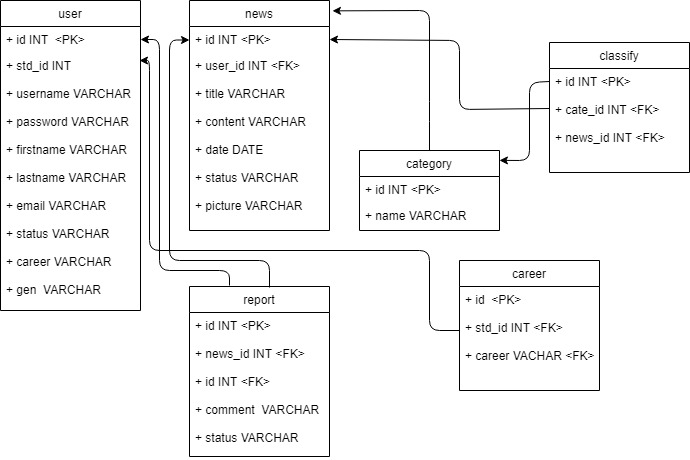 user
+ id INT <PK>
+ std_id INT
+ username VARCHAR
+ password VARCHAR
+ firstname VARCHAR
+ lastname VARCHAR
+ email VARCHAR
+ status VARCHAR
+ career VARCHAR
+ gen VARCHAR
news
+ id INT <PK>
+ user_id INT <FK>
+ title VARCHAR
+ content VARCHAR
+ date DATE
+ status VARCHAR
+ picture VARCHAR
classify
+ id INT <PK>
+ cate_id INT <FK>
+ news_id INT <FK>
category
+ id INT <PK>
+ name VARCHAR
report
+ id INT <PK>
+ news_id INT <FK>
+ id INT <FK>
+ comment VARCHAR
+ status VARCHAR
career
+ id <PK>
+ std_id INT <FK>
+ career VACHAR <FK>